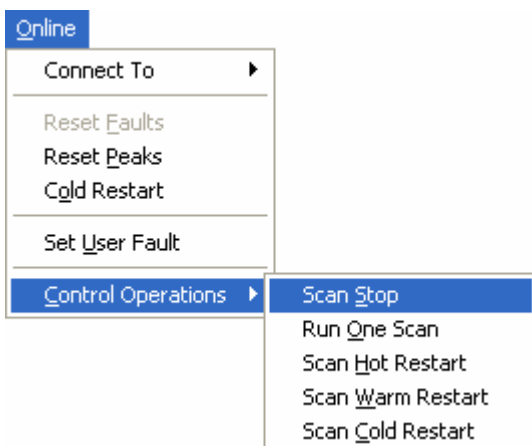 Online
Connect To
Reset Faults
Reset Peaks
Cold Restart
Set User Fault
Control Operations
Scan Stop
Run One Scan
Scan Hot Restart
Scan Warm Restart
Scan Cold Restart